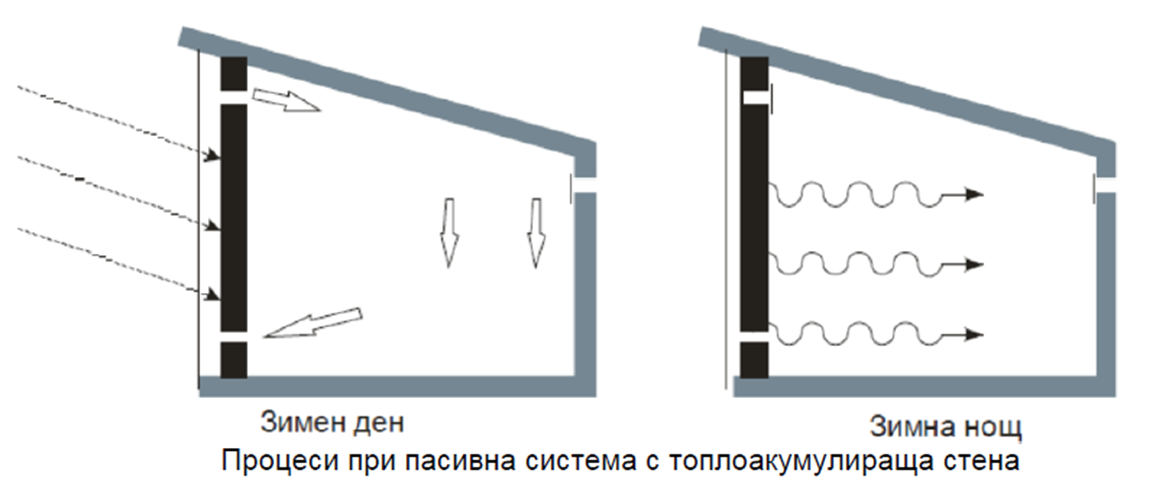 Зимен ден
Зимна нощ
Процеси при пасивна система с топлоакумулираща стена